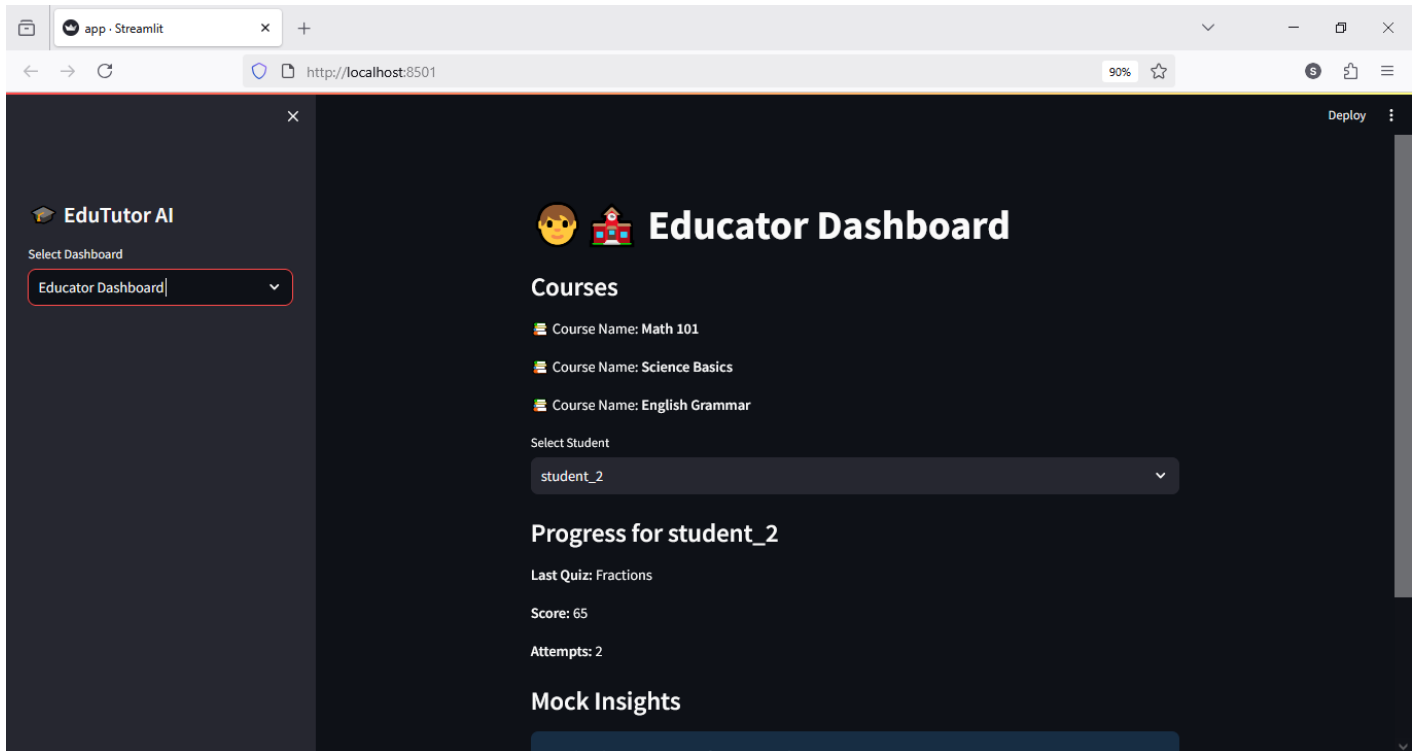 app · Streamlit
http://localhost:8501
90%
S
Deploy
EduTutor AI
Select Dashboard
Educator Dashboard
Educator Dashboard
Courses
Course Name: Math 101
Course Name: Science Basics
Course Name: English Grammar
Select Student
student_2
Progress for student_2
Last Quiz: Fractions
Score: 65
Attempts: 2
Mock Insights